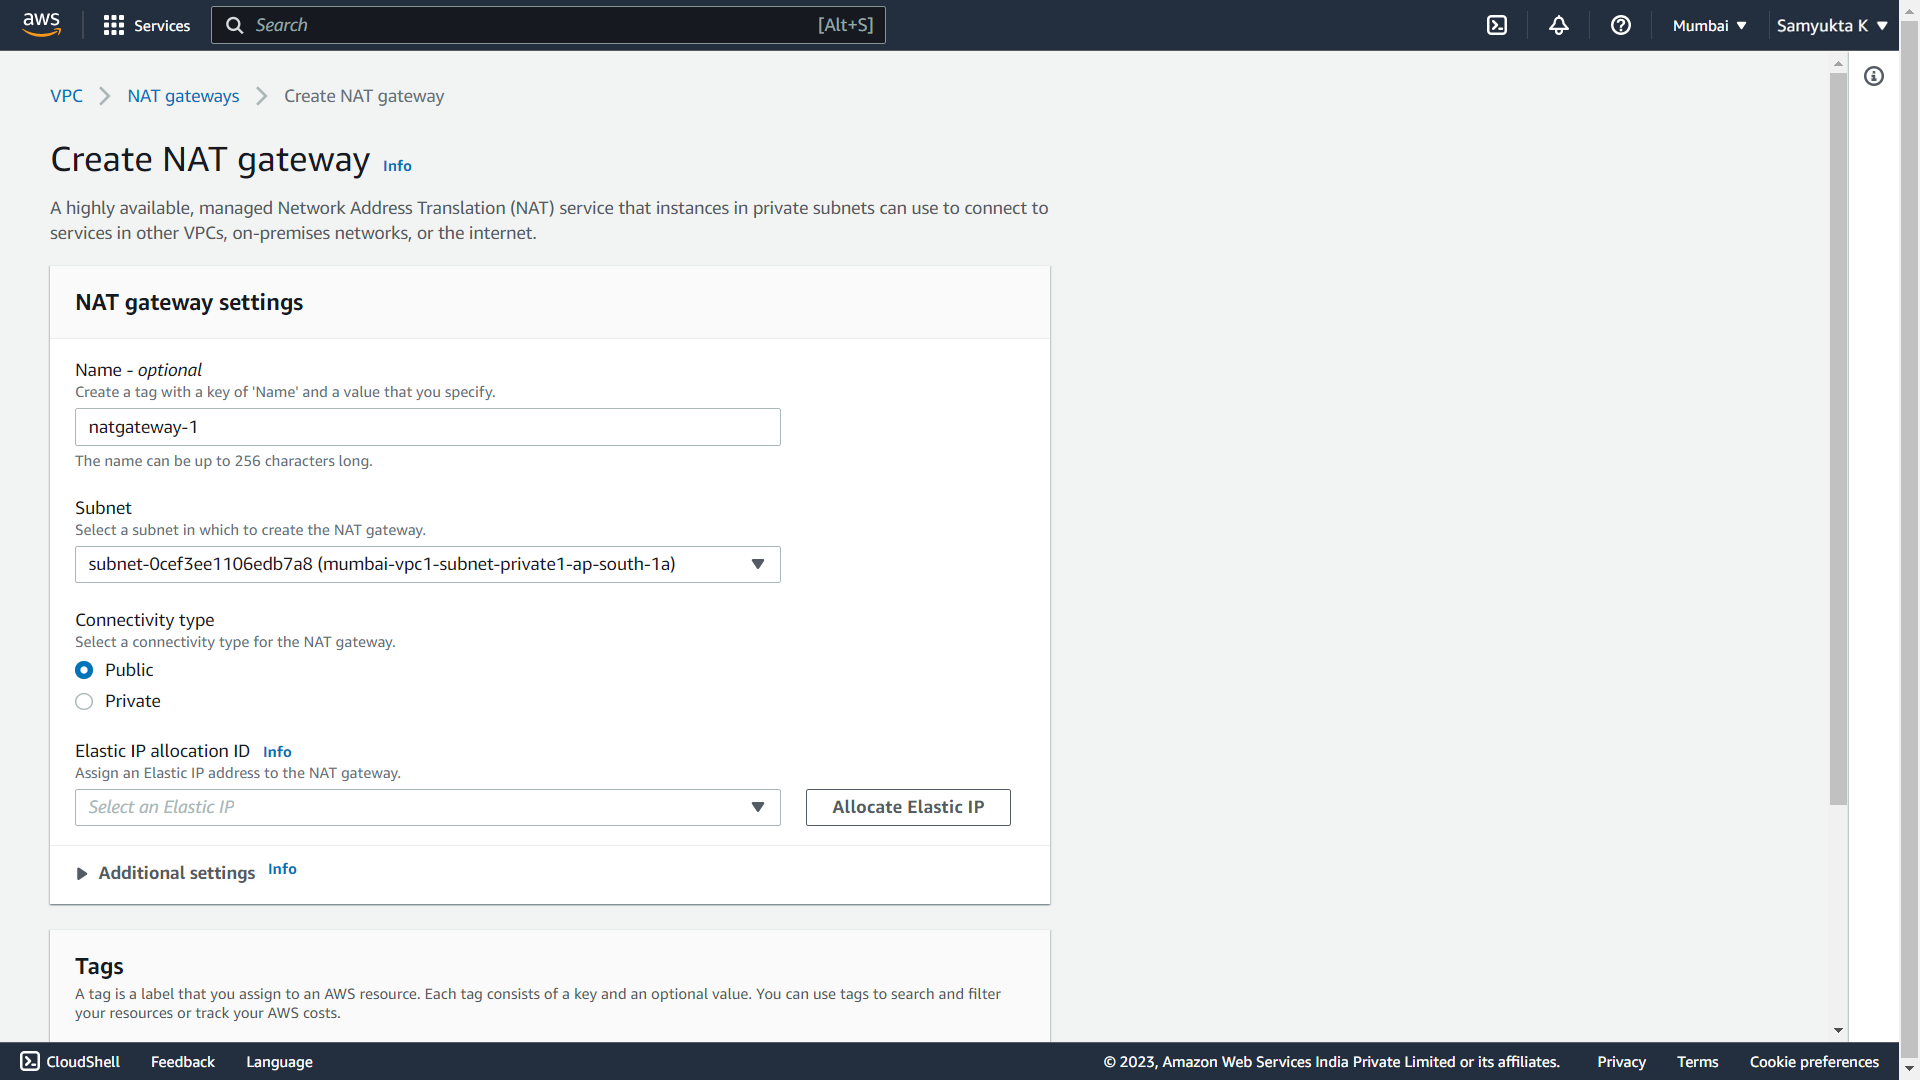 aws
Services
Search
[Alt+S]
Mumbai
Samyukta K
VPC
NAT gateways
Create NAT gateway
Create NAT gateway Info
A highly available, managed Network Address Translation (NAT) service that instances in private subnets can use to connect to
services in other VPCs, on-premises networks, or the internet.
NAT gateway settings
Name - optional
Create a tag with a key of 'Name' and a value that you specify.
natgateway-1
The name can be up to 256 characters long.
Subnet
Select a subnet in which to create the NAT gateway.
subnet-0cef3ee1106edb7a8 (mumbai-vpc1-subnet-private1-ap-south-1a)
Connectivity type
Select a connectivity type for the NAT gateway.
Public
Private
Elastic IP allocation ID Info
Assign an Elastic IP address to the NAT gateway.
Select an Elastic IP
Allocate Elastic IP
Additional settings Info
Tags
A tag is a label that you assign to an AWS resource. Each tag consists of a key and an optional value. You can use tags to search and filter
your resources or track your AWS costs.
CloudShell
Feedback
Language
© 2023, Amazon Web Services India Private Limited or its affiliates.
Privacy
Terms
Cookie preferences